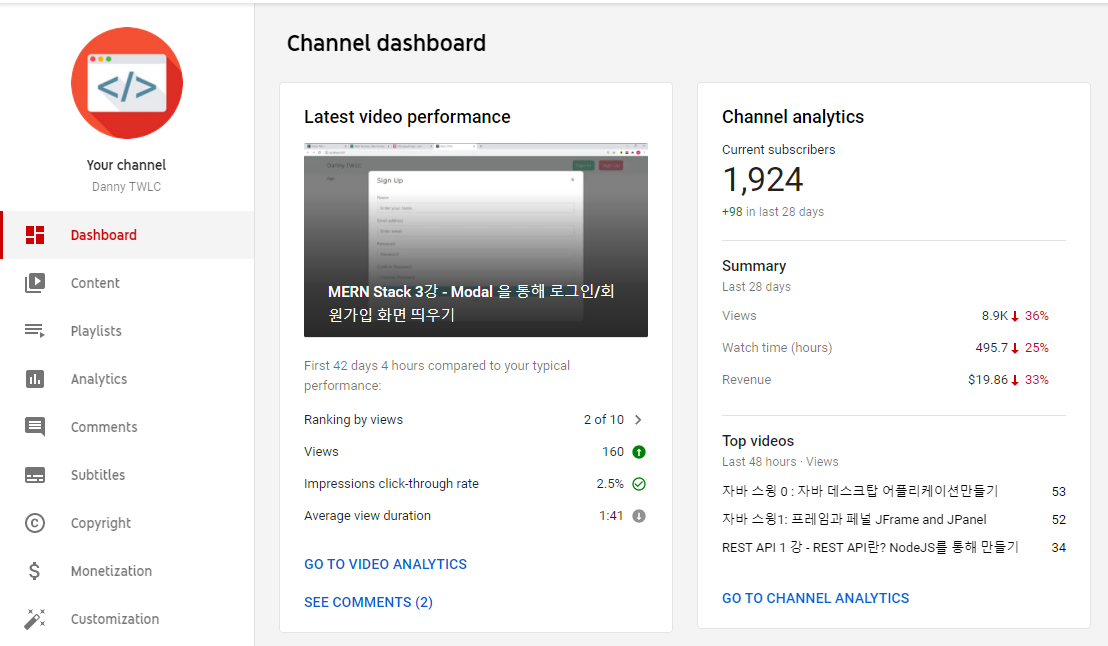 </>
Your channel
Danny TWLC
Dashboard
Content
Playlists
Analytics
Comments
Subtitles
Copyright
Monetization
Customization
Channel dashboard
Latest video performance
Sign Up
MERN Stack 3강 - Modal 을 통해 로그인/회
원가입 화면 띄우기
First 42 days 4 hours compared to your typical
performance:
Ranking by views 2 of 10
Views 160
Impressions click-through rate 2.5%
Average view duration 1:41
GO TO VIDEO ANALYTICS
SEE COMMENTS (2)
Channel analytics
Current subscribers
1,924
+98 in last 28 days
Summary
Last 28 days
Views 8.9K 36%
Watch time (hours) 495.7 25%
Revenue $19.86 33%
Top videos
Last 48 hours · Views
자바 스윙 0 : 자바 데스크탑 어플리케이션만들기 53
자바 스윙1: 프레임과 페널 JFrame and JPanel 52
REST API 1 강 - REST API란? NodeJS를 통해 만들기 34
GO TO CHANNEL ANALYTICS